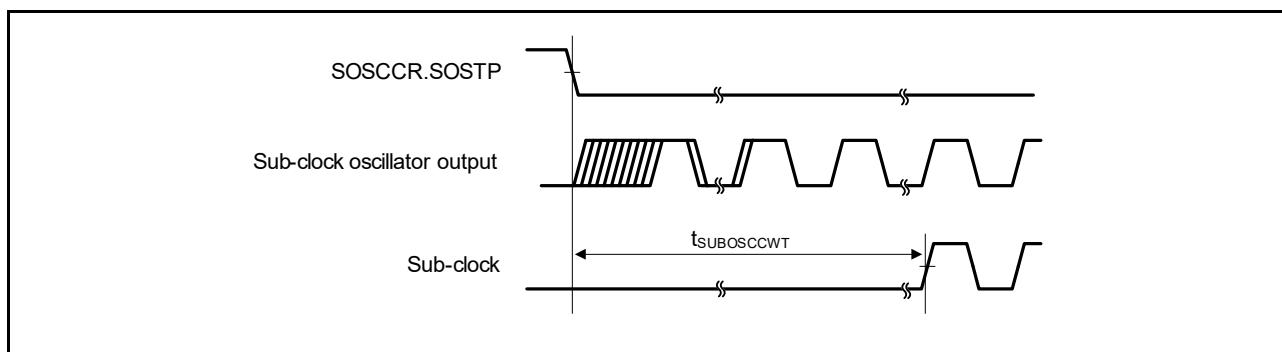 SOSCCR.SOSTP
Sub-clock oscillator output
tSUBOSCCWT
Sub-clock